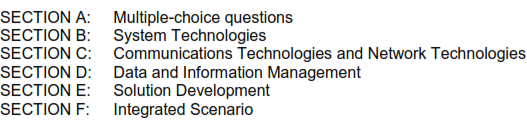 SECTION A: Multiple-choice questions
SECTION B: System Technologies
SECTION C: Communications Technologies and Network Technologies
SECTION D: Data and Information Management
SECTION E: Solution Development
SECTION F: Integrated Scenario